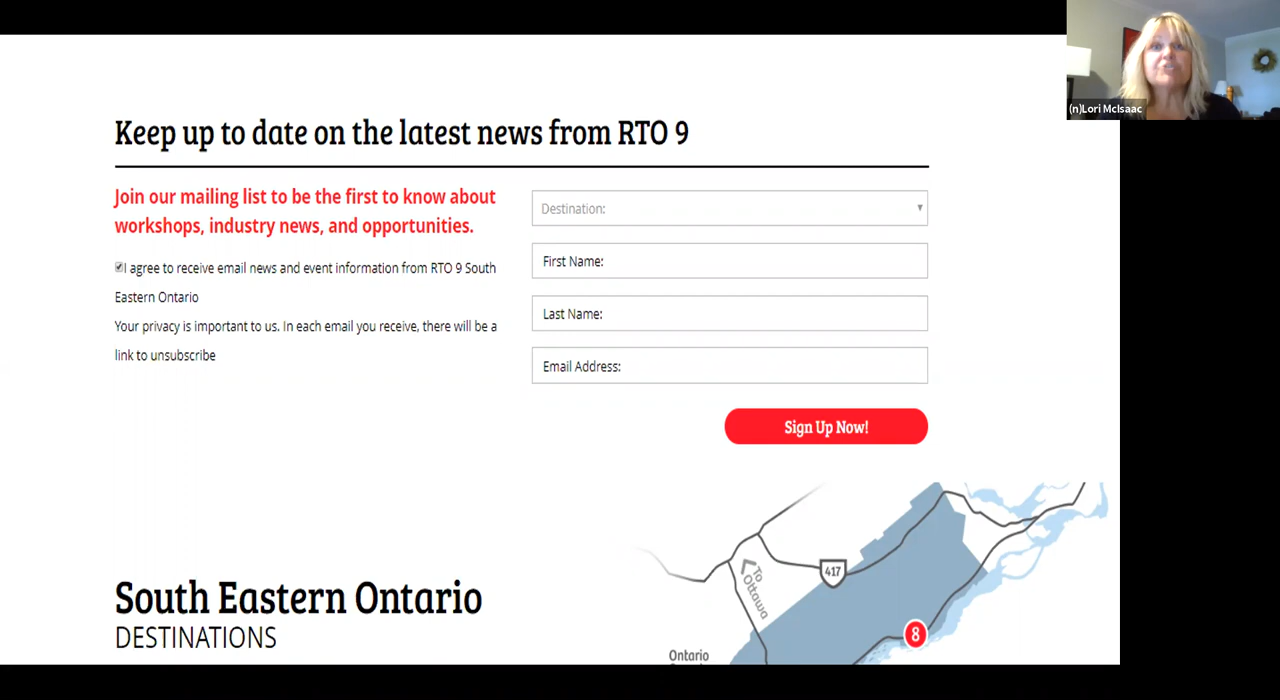 (n)Lori McIsaac
Keep up to date on the latest news from RTO 9
Join our mailing list to be the first to know about
workshops, industry news, and opportunities.
I agree to receive email news and event information from RTO 9 South
Eastern Ontario
Your privacy is important to us. In each email you receive, there will be a
link to unsubscribe
Destination:
First Name:
Last Name:
Email Address:
Sign Up Now!
417
To
Ottawa
8
Ontario
South Eastern Ontario
DESTINATIONS